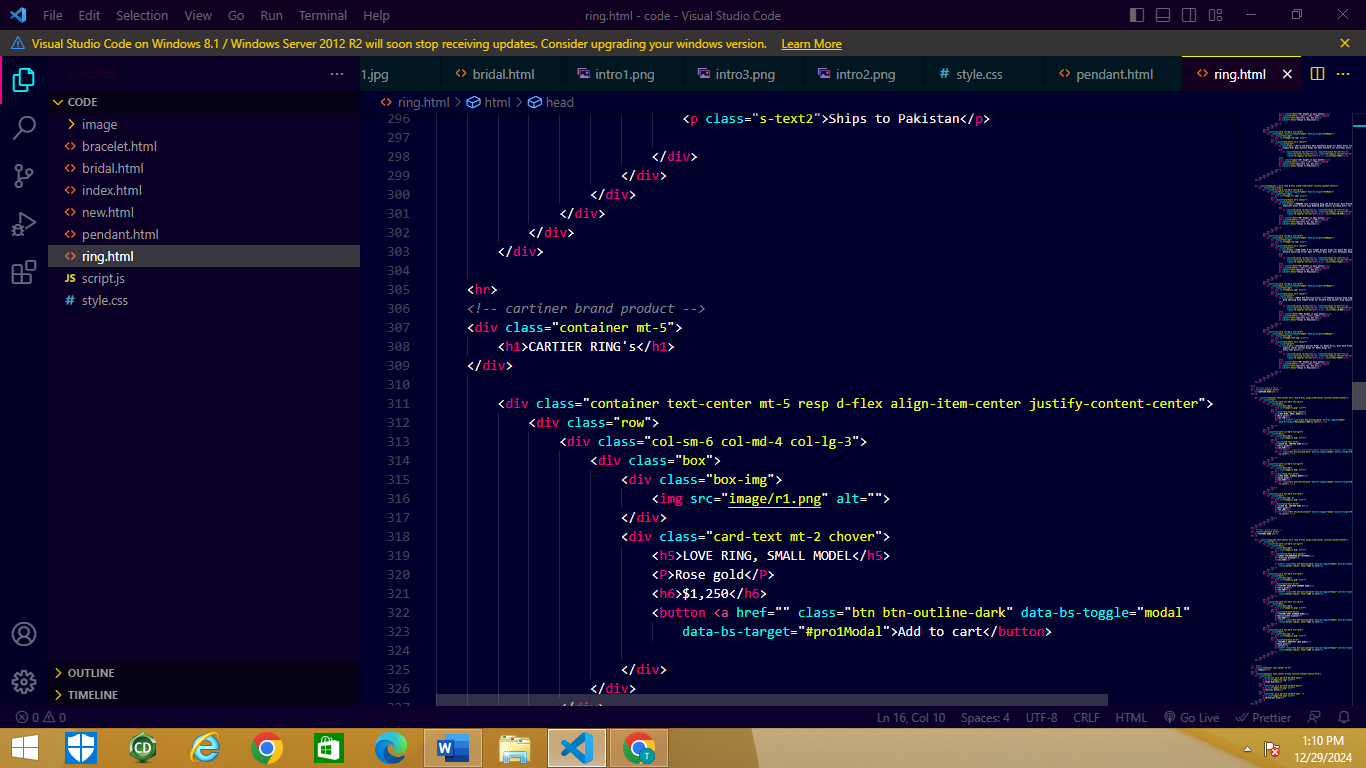 File Edit Selection View Go Run Terminal Help ring.html - code - Visual Studio Code
Visual Studio Code on Windows 8.1 / Windows Server 2012 R2 will soon stop receiving updates. Consider upgrading your windows version. Learn More
EXPLORER
1.jpg bridal.html intro1.png intro3.png intro2.png style.css pendant.html ring.html
CODE
image
bracelet.html
bridal.html
index.html
new.html
pendant.html
ring.html
script.js
style.css
OUTLINE
TIMELINE
ring.html > html > head
296 <p class="s-text2">Ships to Pakistan</p>
297
298 </div>
299 </div>
300 </div>
301 </div>
302 </div>
303 </div>
304
305 <hr>
306 <!-- cartiner brand product -->
307 <div class="container mt-5">
308 <h1>CARTIER RING's</h1>
309 </div>
310
311 <div class="container text-center mt-5 resp d-flex align-item-center justify-content-center">
312 <div class="row">
313 <div class="col-sm-6 col-md-4 col-lg-3">
314 <div class="box">
315 <div class="box-img">
316 <img src="image/r1.png" alt="">
317 </div>
318 <div class="card-text mt-2 chover">
319 <h5>LOVE RING, SMALL MODEL</h5>
320 <P>Rose gold</P>
321 <h6>$1,250</h6>
322 <button <a href="" class="btn btn-outline-dark" data-bs-toggle="modal"
323 data-bs-target="#pro1Modal">Add to cart</button>
324
325 </div>
326 </div>
327 </div>
0 0 Ln 16, Col 10 Spaces: 4 UTF-8 CRLF HTML Go Live Prettier
1:10 PM
12/29/2024